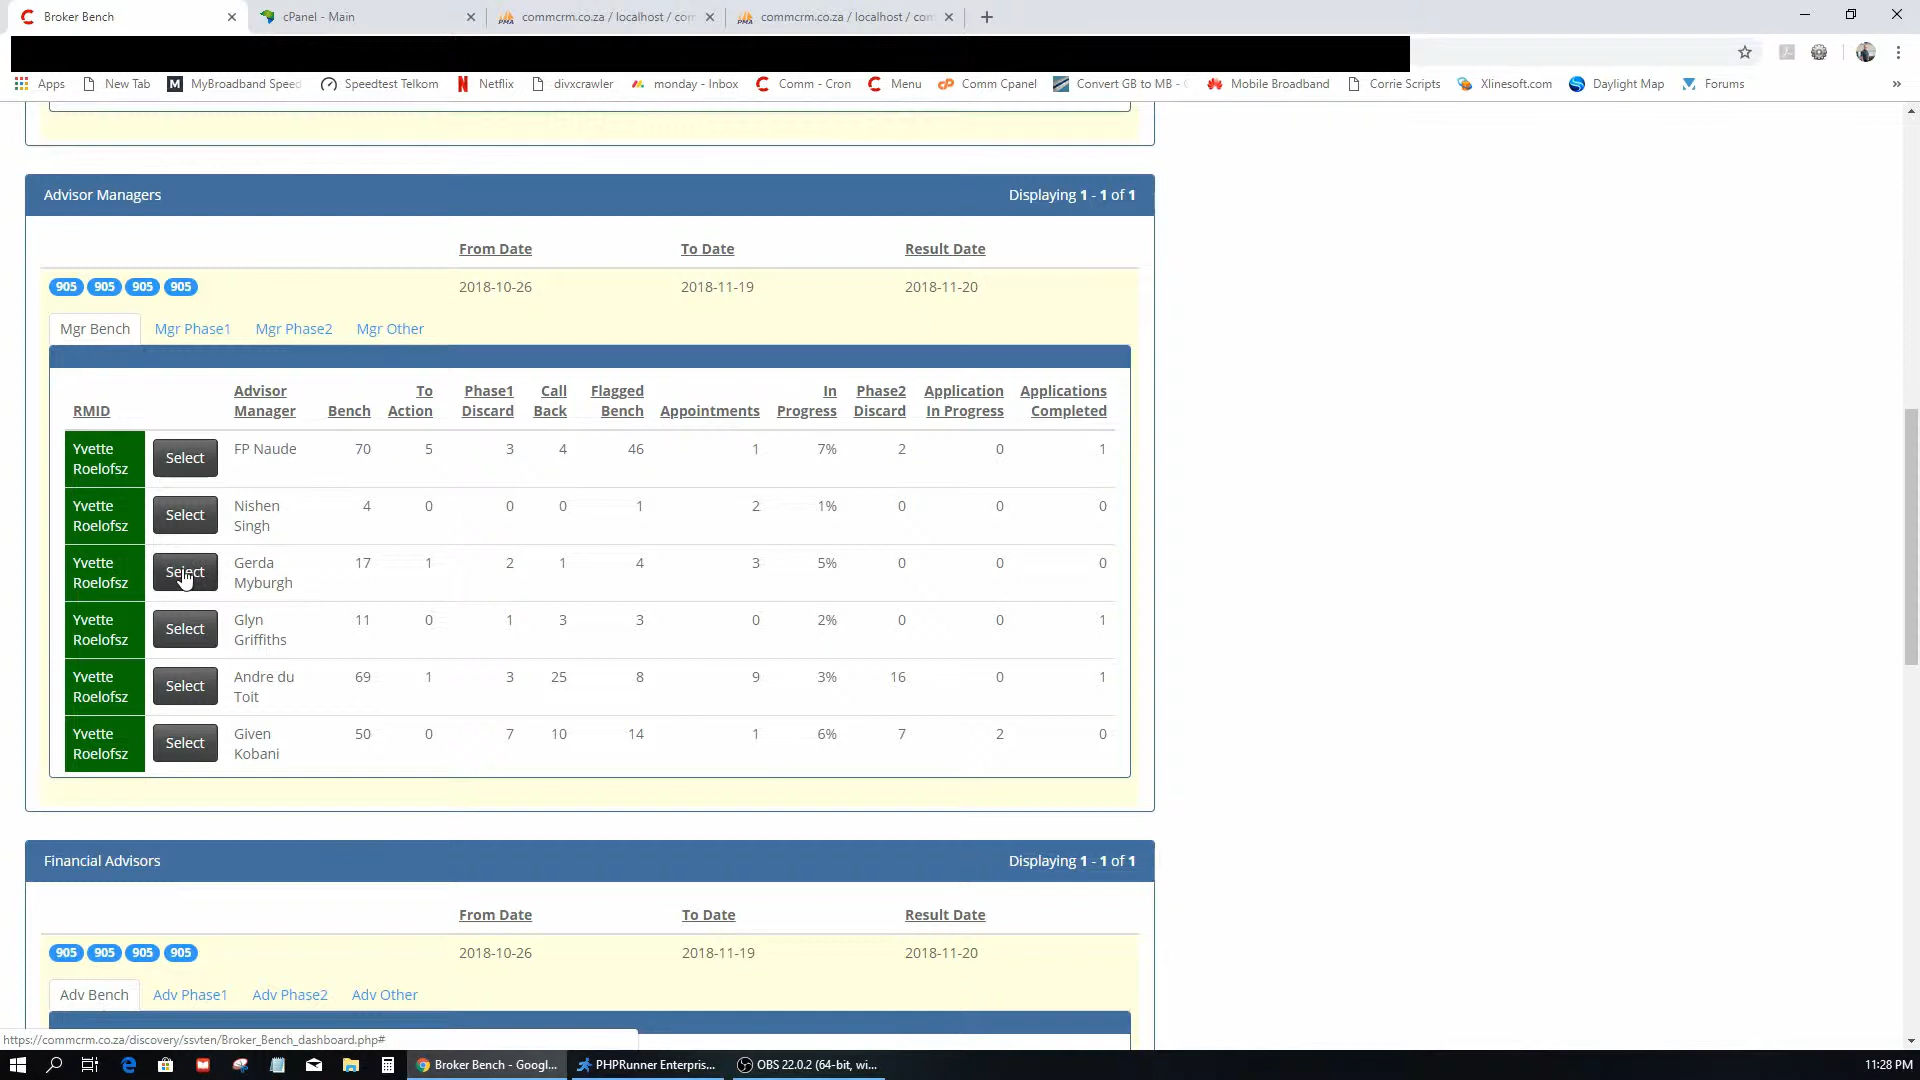 Broker Bench
cPanel - Main
commcrm.co.za / localhost / com
commcrm.co.za / localhost / com
Apps
New Tab
MyBroadband Speed
Speedtest Telkom
Netflix
divxcrawler
monday - Inbox
Comm - Cron
Menu
Comm Cpanel
Convert GB to MB -
Mobile Broadband
Corrie Scripts
Xlinesoft.com
Daylight Map
Forums
»
Advisor Managers
Displaying 1 - 1 of 1
From Date To Date Result Date
905 905 905 905 2018-10-26 2018-11-19 2018-11-20
Mgr Bench Mgr Phase1 Mgr Phase2 Mgr Other
Advisor To Phase1 Call Flagged In Phase2 Application Applications
RMID Manager Bench Action Discard Back Bench Appointments Progress Discard In Progress Completed
Yvette Select FP Naude 70 5 3 4 46 1 7% 2 0 1
Roelofsz
Yvette Select Nishen 4 0 0 0 1 2 1% 0 0 0
Roelofsz Singh
Yvette Select Gerda 17 1 2 1 4 3 5% 0 0 0
Roelofsz Myburgh
Yvette Select Glyn 11 0 1 3 3 0 2% 0 0 1
Roelofsz Griffiths
Yvette Select Andre du 69 1 3 25 8 9 3% 16 0 1
Roelofsz Toit
Yvette Select Given 50 0 7 10 14 1 6% 7 2 0
Roelofsz Kobani
Financial Advisors
Displaying 1 - 1 of 1
From Date To Date Result Date
905 905 905 905 2018-10-26 2018-11-19 2018-11-20
Adv Bench Adv Phase1 Adv Phase2 Adv Other
https://commcrm.co.za/discovery/ssvten/Broker_Bench_dashboard.php#
Broker Bench - Googl...
PHPRunner Enterpris...
OBS 22.0.2 (64-bit, wi...
11:28 PM